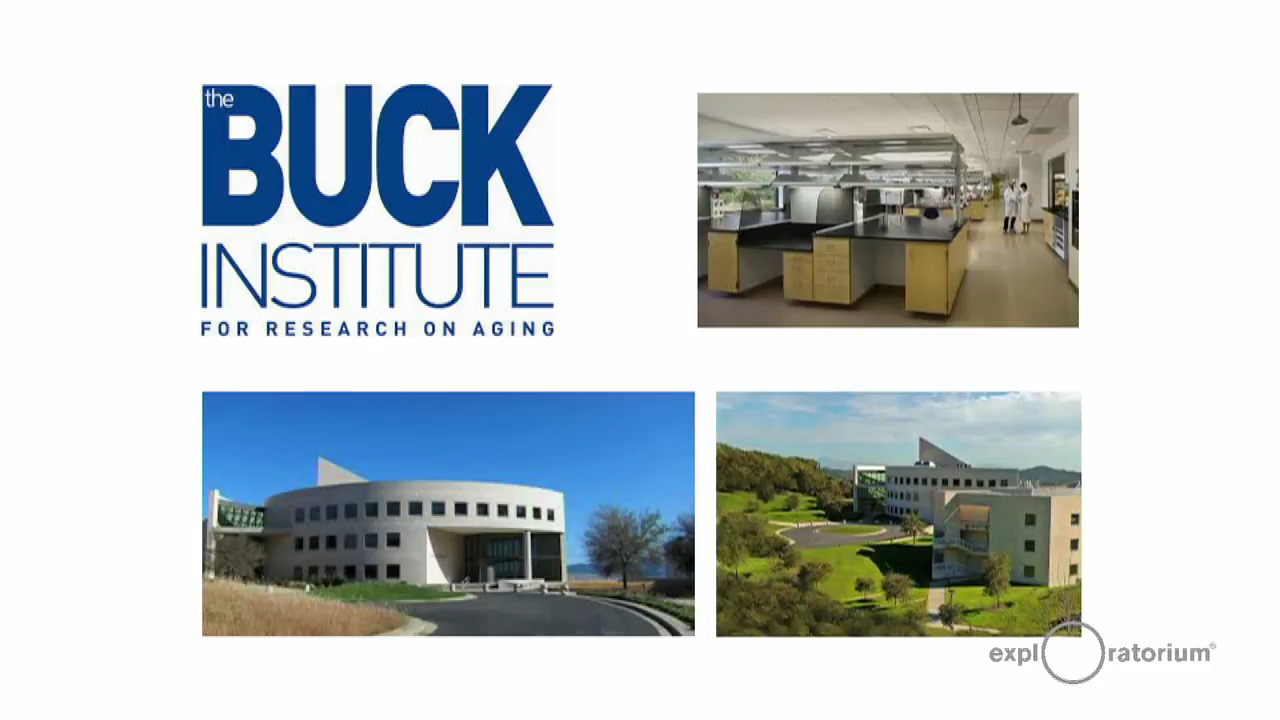 the
BUCK
INSTITUTE
FOR RESEARCH ON AGING
expl ratorium®